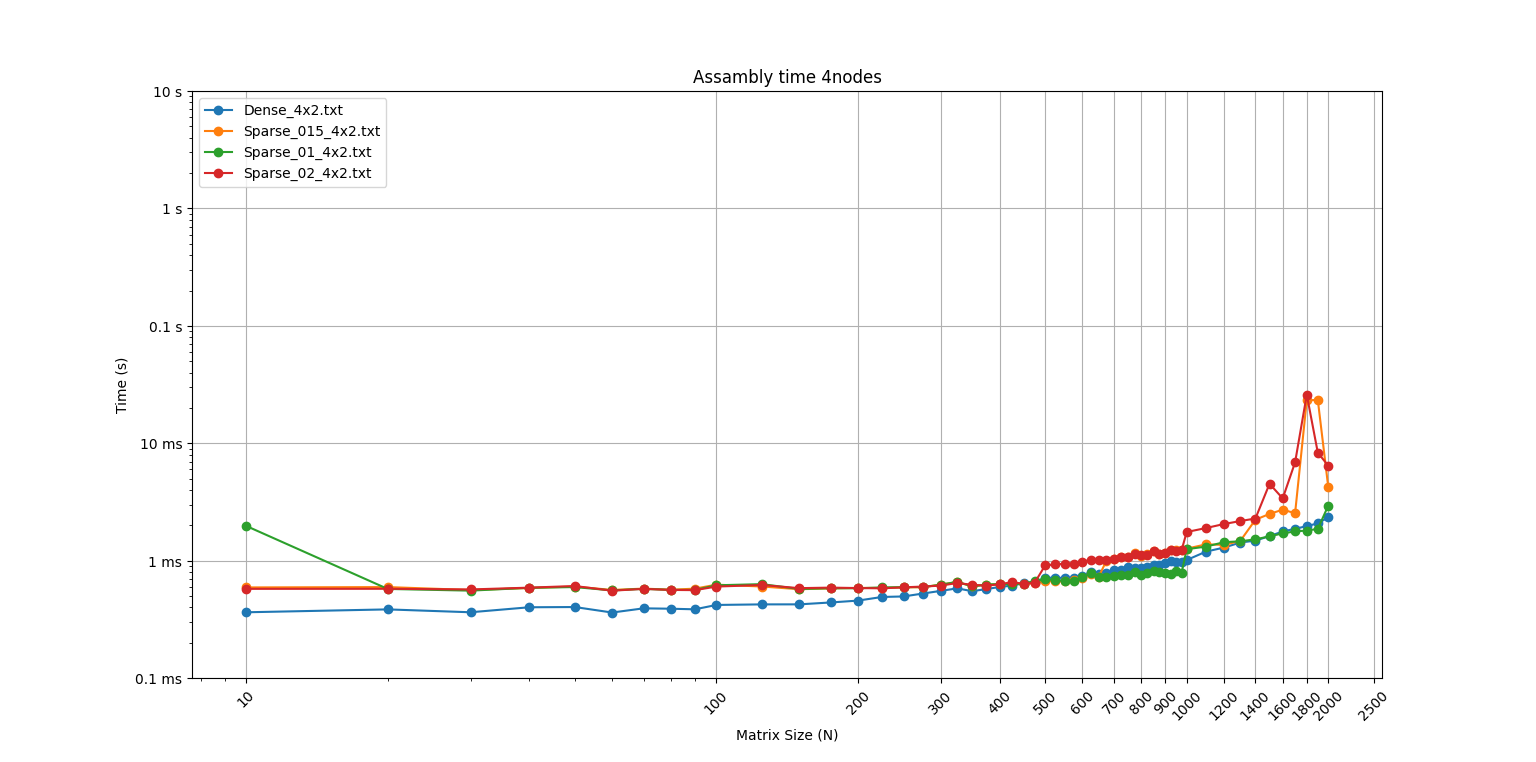 Assambly time 4nodes
10 s
1 s
0.1 s
10 ms
1 ms
0.1 ms
Time (s)
Dense_4x2.txt
Sparse_015_4x2.txt
Sparse_01_4x2.txt
Sparse_02_4x2.txt
10
100
200
300
400
500
600
700
800
900
1000
1200
1400
1600
1800
2000
2500
Matrix Size (N)